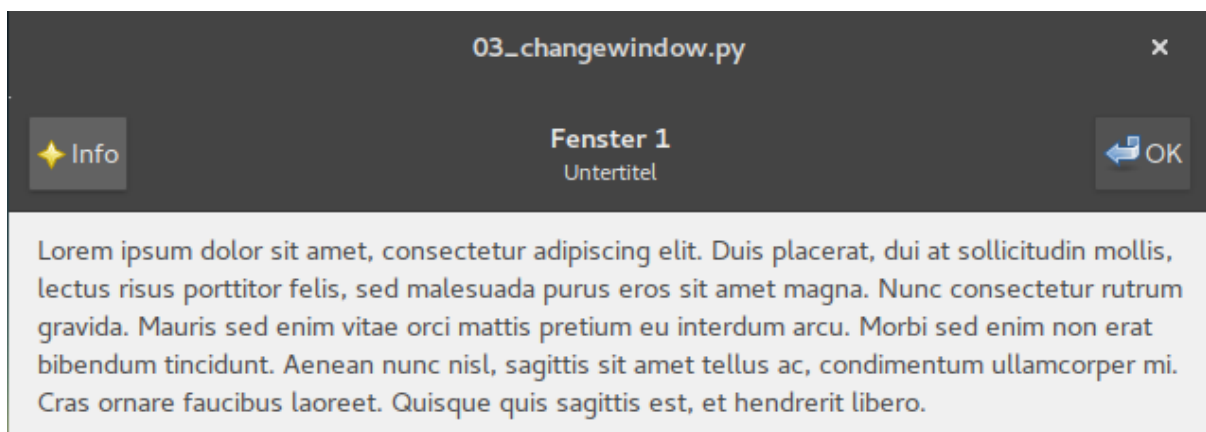 03_changewindow.py ×
Info
Fenster 1
Untertitel
OK
Lorem ipsum dolor sit amet, consectetur adipiscing elit. Duis placerat, dui at sollicitudin mollis,
lectus risus porttitor felis, sed malesuada purus eros sit amet magna. Nunc consectetur rutrum
gravida. Mauris sed enim vitae orci mattis pretium eu interdum arcu. Morbi sed enim non erat
bibendum tincidunt. Aenean nunc nisl, sagittis sit amet tellus ac, condimentum ullamcorper mi.
Cras ornare faucibus laoreet. Quisque quis sagittis est, et hendrerit libero.